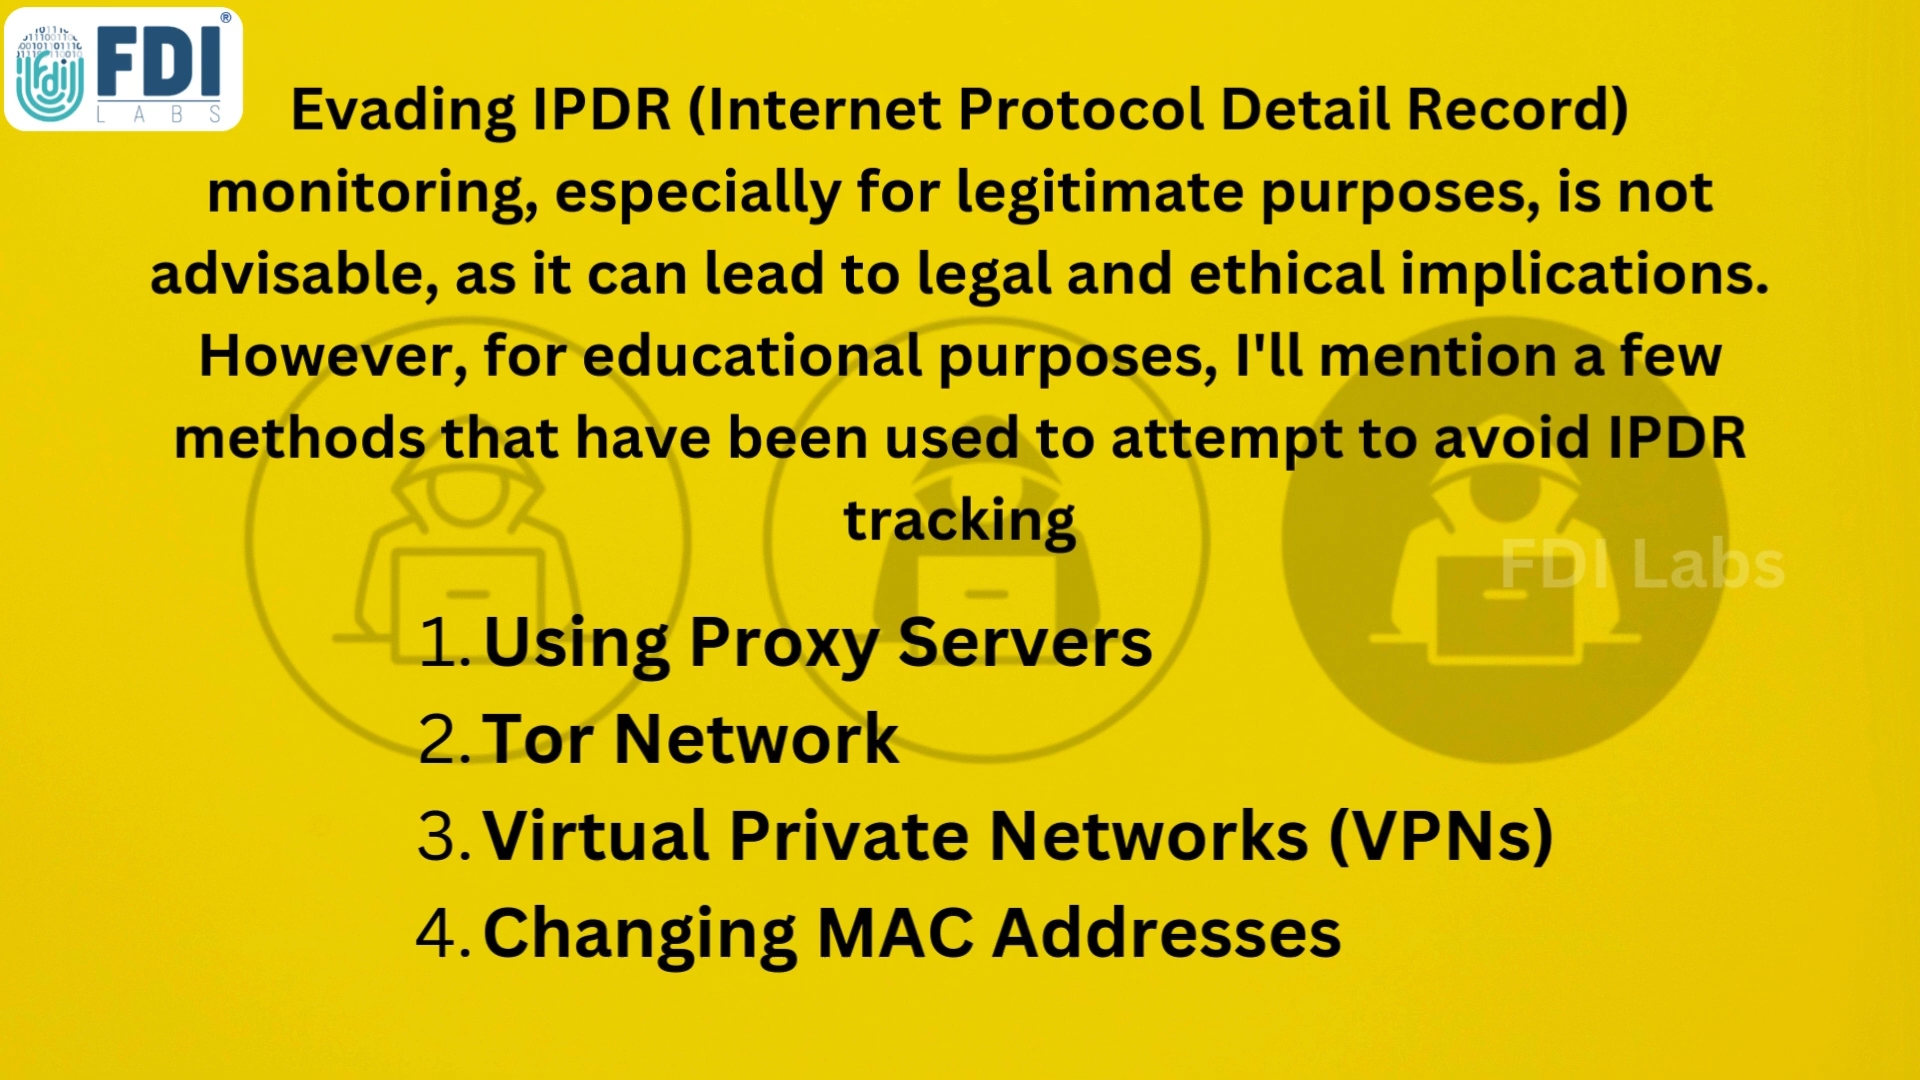 FDI®
LABS
Evading IPDR (Internet Protocol Detail Record)
monitoring, especially for legitimate purposes, is not
advisable, as it can lead to legal and ethical implications.
However, for educational purposes, I'll mention a few
methods that have been used to attempt to avoid IPDR
tracking
FDI Labs
1. Using Proxy Servers
2. Tor Network
3. Virtual Private Networks (VPNs)
4. Changing MAC Addresses